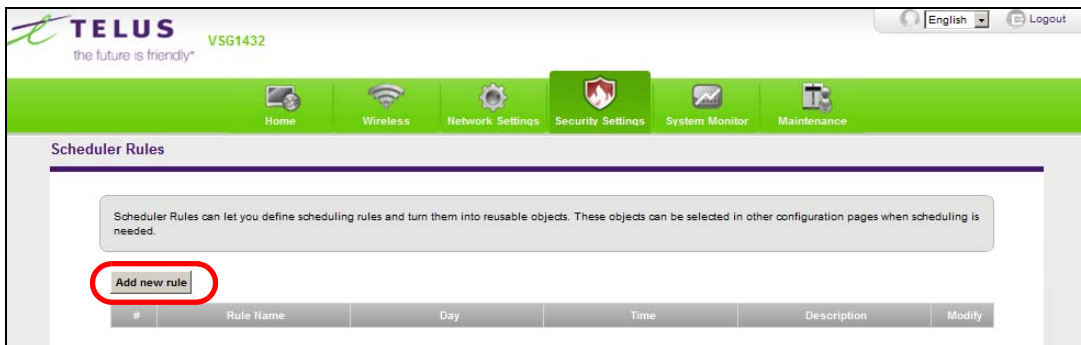 English Logout
TELUS
the future is friendly®
VSG1432
Home Wireless Network Settings Security Settings System Monitor Maintenance
Scheduler Rules
Scheduler Rules can let you define scheduling rules and turn them into reusable objects. These objects can be selected in other configuration pages when scheduling is
needed.
Add new rule
# Rule Name Day Time Description Modify